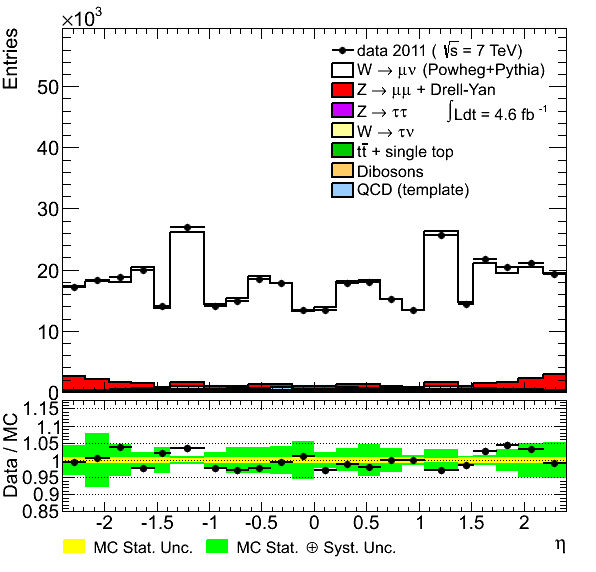 ×10³
Entries
50
40
30
20
10
0
data 2011 ( √s = 7 TeV)
W → μν (Powheg+Pythia)
Z → μμ + Drell-Yan
Z → ττ
∫Ldt = 4.6 fb⁻¹
W → τν
tt̅ + single top
Dibosons
QCD (template)
Data / MC
1.15
1.1
1.05
1
0.95
0.9
0.85
-2 -1.5 -1 -0.5 0 0.5 1 1.5 2
MC Stat. Unc. MC Stat. ⊕ Syst. Unc. η